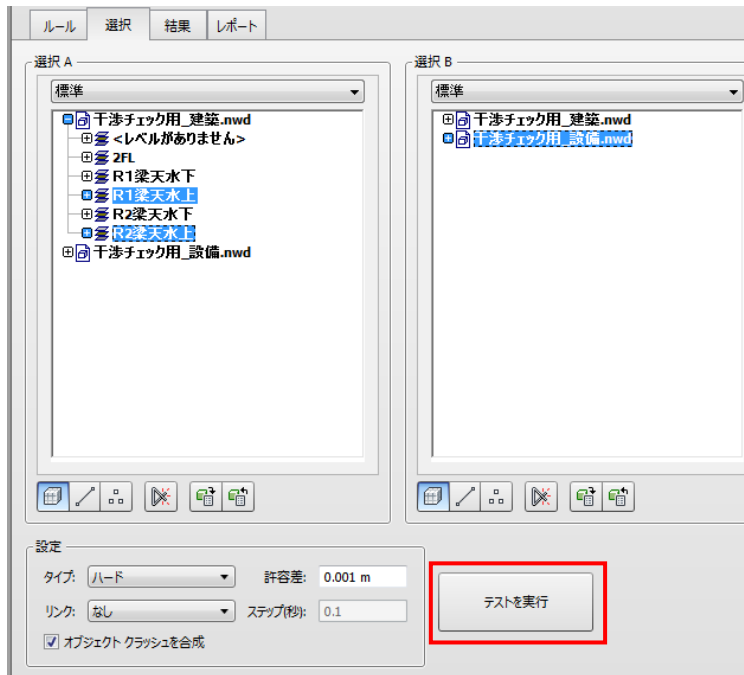 ルール 選択 結果 レポート
選択 A
標準
干渉チェック用_建築.nwd
<レベルがありません>
2FL
R1梁天水下
R1梁天水上
R2梁天水下
R2梁天水上
干渉チェック用_設備.nwd
選択 B
標準
干渉チェック用_建築.nwd
干渉チェック用_設備.nwd
設定
タイプ: ハード 許容差: 0.001 m
リンク: なし ステップ(秒): 0.1
オブジェクト クラッシュを合成
テストを実行